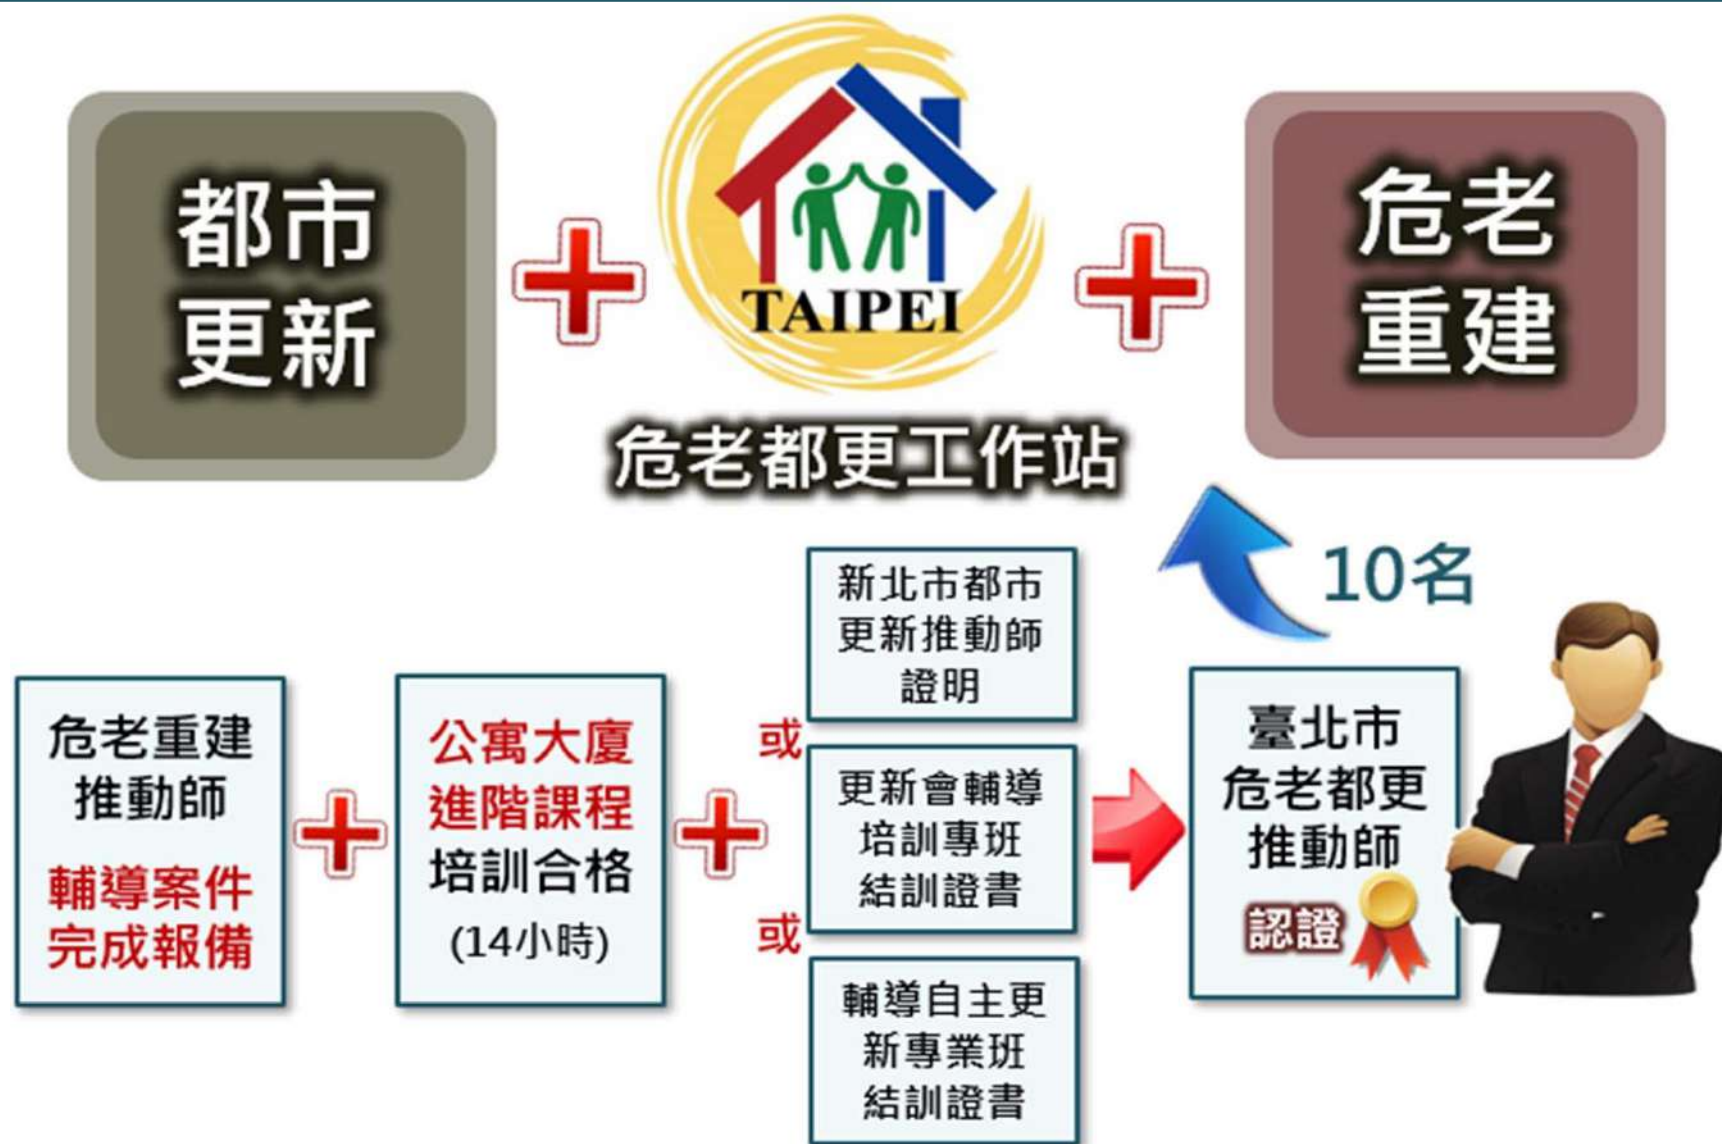 都市
更新
TAIPEI
危老都更工作站
危老
重建
10名
危老重建
推動師
輔導案件
完成報備
公寓大廈
進階課程
培訓合格
(14小時)
新北市都市
更新推動師
證明
或
更新會輔導
培訓專班
結訓證書
或
輔導自主更
新專業班
結訓證書
臺北市
危老都更
推動師
認證